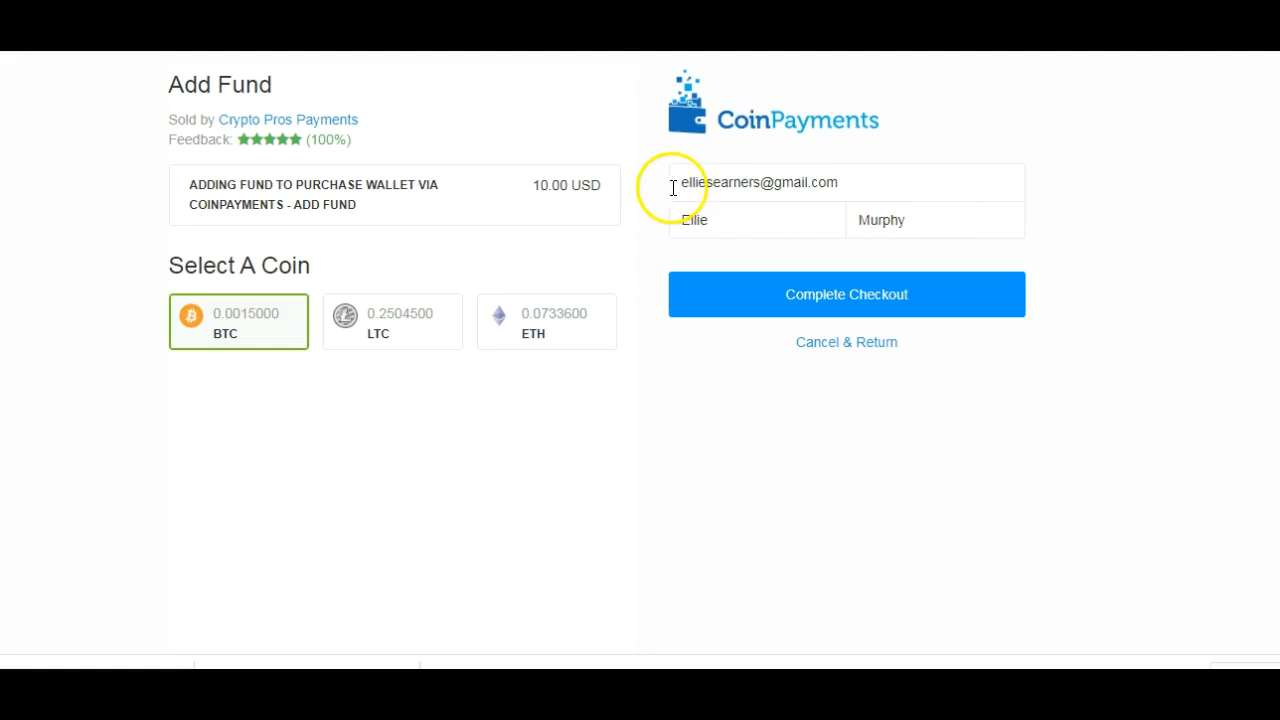 Add Fund
Sold by Crypto Pros Payments
Feedback: ★★★★★ (100%)
ADDING FUND TO PURCHASE WALLET VIA 10.00 USD
COINPAYMENTS - ADD FUND
Select A Coin
0.0015000
BTC
0.2504500
LTC
0.0733600
ETH
CoinPayments
elliesearners@gmail.com
Ellie Murphy
Complete Checkout
Cancel & Return